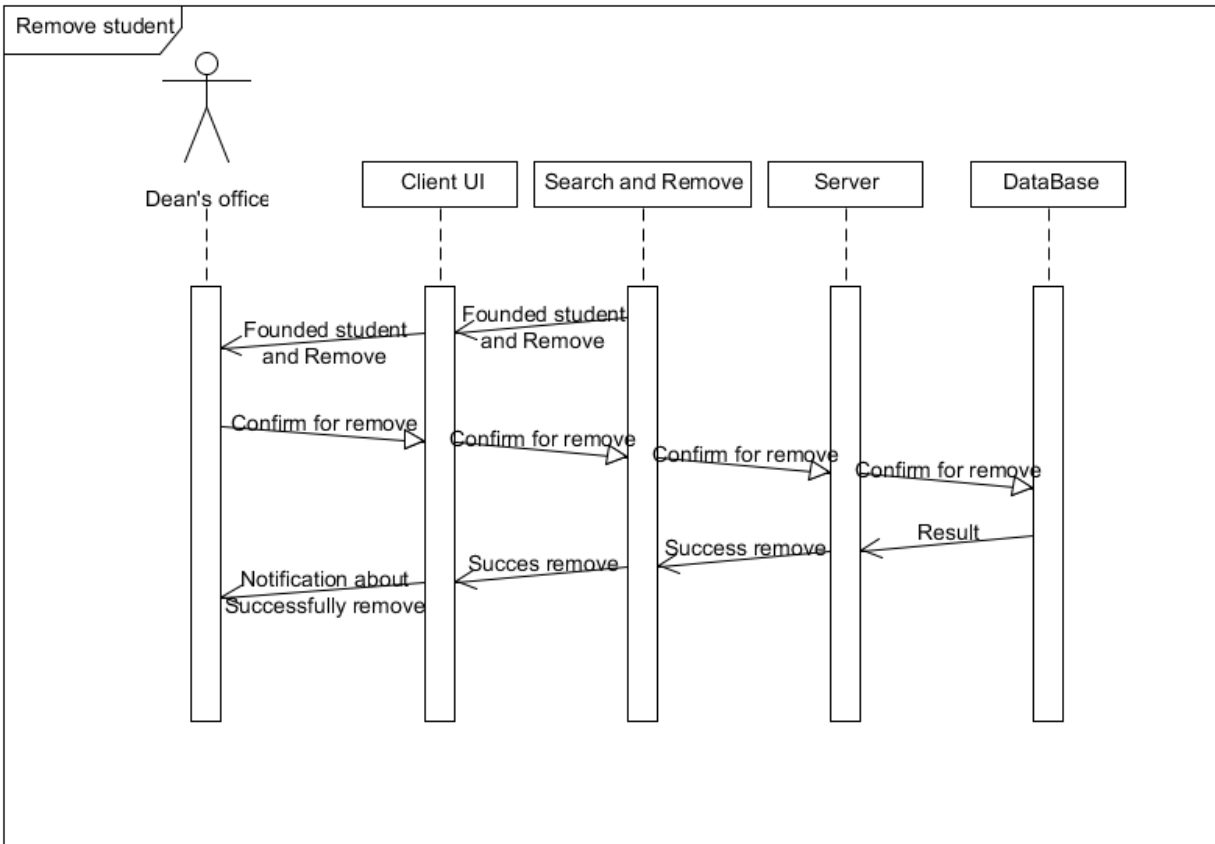 Remove student
Dean's office
Client UI
Search and Remove
Server
DataBase
Founded student
and Remove
Founded student
and Remove
Confirm for remove
Confirm for remove
Confirm for remove
Confirm for remove
Result
Success remove
Succes remove
Notification about
Successfully remove